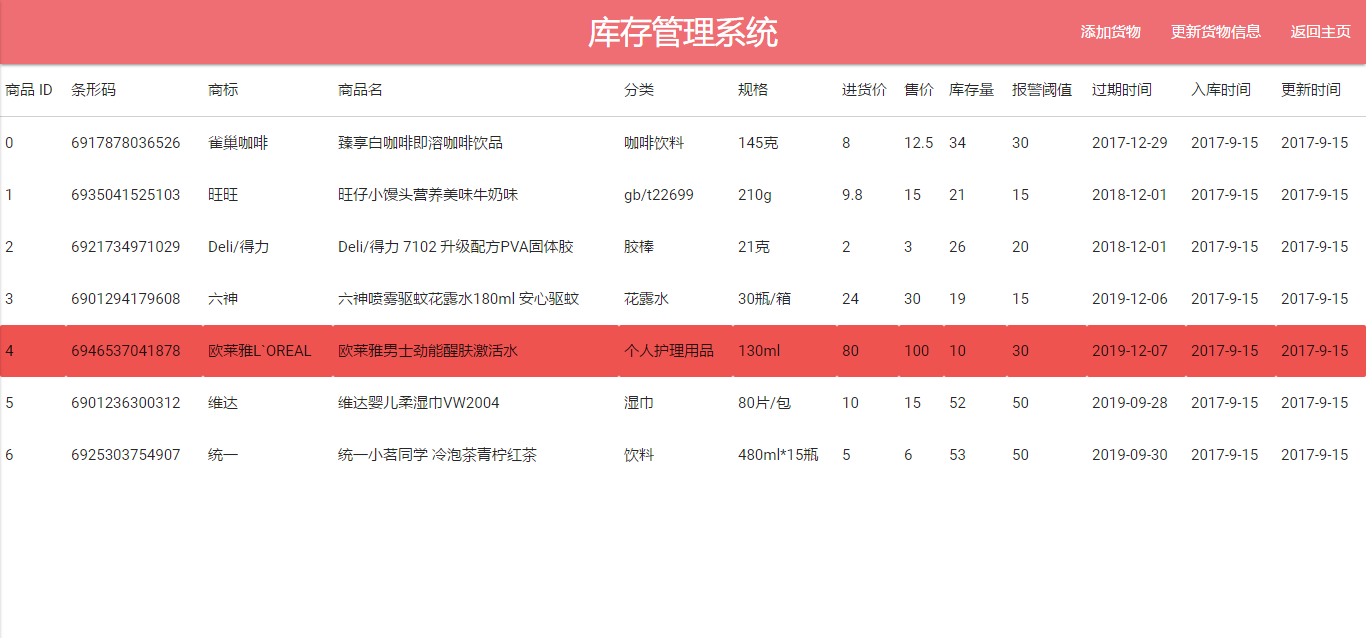 库存管理系统 添加货物 更新货物信息 返回主页
商品 ID 条形码 商标 商品名 分类 规格 进货价 售价 库存量 报警阈值 过期时间 入库时间 更新时间
0 6917878036526 雀巢咖啡 臻享白咖啡即溶咖啡饮品 咖啡饮料 145克 8 12.5 34 30 2017-12-29 2017-9-15 2017-9-15
1 6935041525103 旺旺 旺仔小馒头营养美味牛奶味 gb/t22699 210g 9.8 15 21 15 2018-12-01 2017-9-15 2017-9-15
2 6921734971029 Deli/得力 Deli/得力 7102 升级配方PVA固体胶 胶棒 21克 2 3 26 20 2018-12-01 2017-9-15 2017-9-15
3 6901294179608 六神 六神喷雾驱蚊花露水180ml 安心驱蚊 花露水 30瓶/箱 24 30 19 15 2019-12-06 2017-9-15 2017-9-15
4 6946537041878 欧莱雅L`OREAL 欧莱雅男士劲能醒肤激活水 个人护理用品 130ml 80 100 10 30 2019-12-07 2017-9-15 2017-9-15
5 6901236300312 维达 维达婴儿柔湿巾VW2004 湿巾 80片/包 10 15 52 50 2019-09-28 2017-9-15 2017-9-15
6 6925303754907 统一 统一小茗同学 冷泡茶青柠红茶 饮料 480ml*15瓶 5 6 53 50 2019-09-30 2017-9-15 2017-9-15